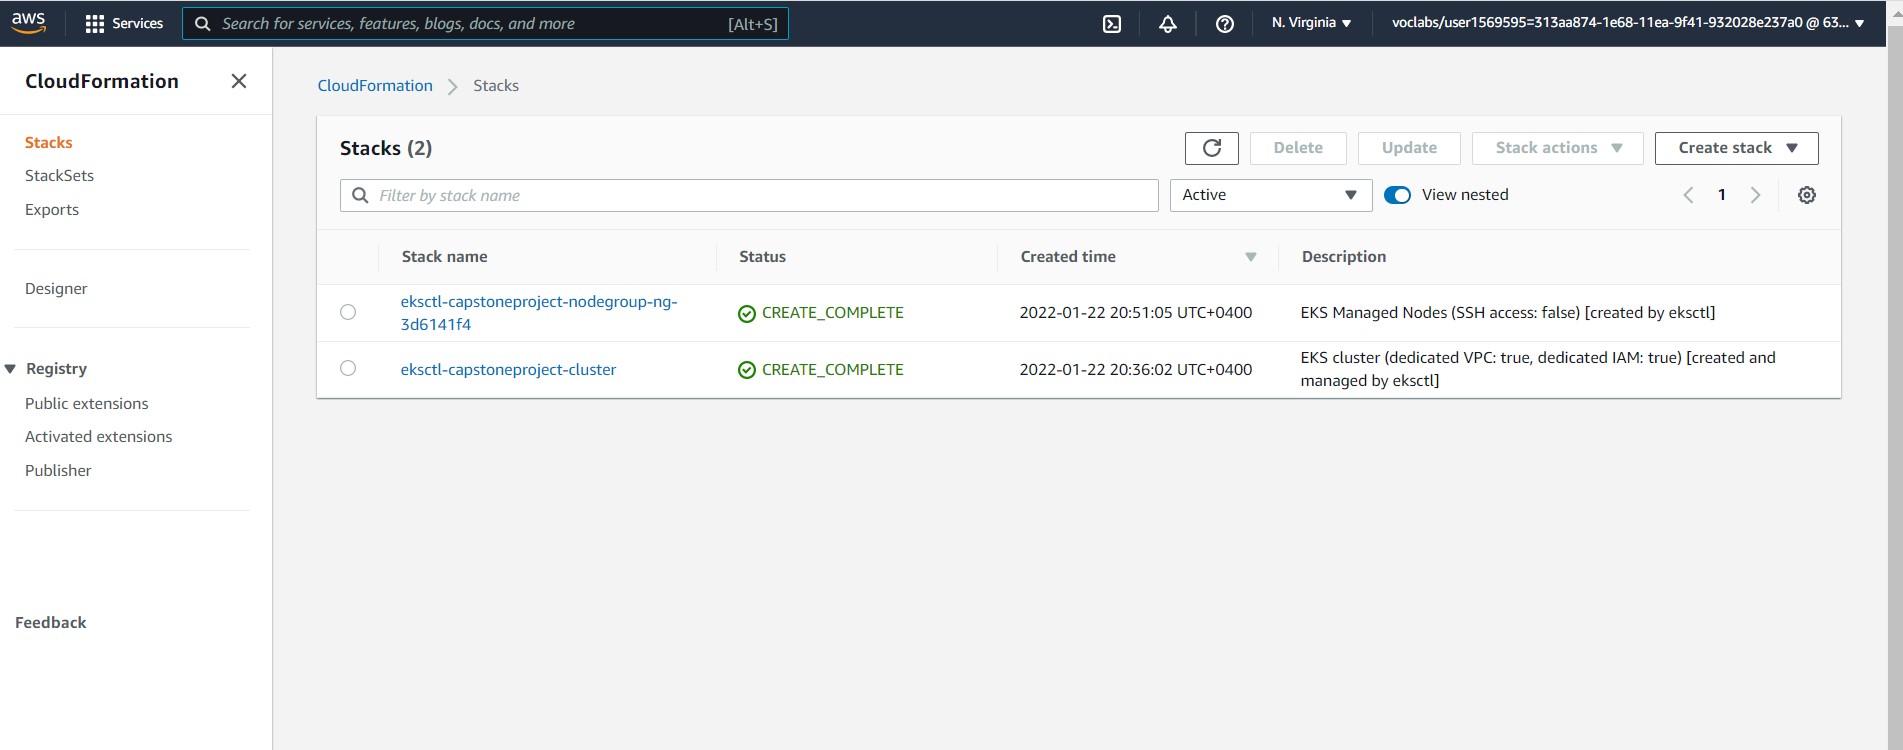 aws
Services
Search for services, features, blogs, docs, and more
[Alt+S]
N. Virginia
voclabs/user1569595=313aa874-1e68-11ea-9f41-932028e237a0 @ 63...
CloudFormation
Stacks
StackSets
Exports
Designer
Registry
Public extensions
Activated extensions
Publisher
Feedback
CloudFormation
Stacks
Stacks (2)
Delete
Update
Stack actions
Create stack
Filter by stack name
Active
View nested
1
Stack name
Status
Created time
Description
eksctl-capstoneproject-nodegroup-ng-
3d6141f4
CREATE_COMPLETE
2022-01-22 20:51:05 UTC+0400
EKS Managed Nodes (SSH access: false) [created by eksctl]
eksctl-capstoneproject-cluster
CREATE_COMPLETE
2022-01-22 20:36:02 UTC+0400
EKS cluster (dedicated VPC: true, dedicated IAM: true) [created and
managed by eksctl]